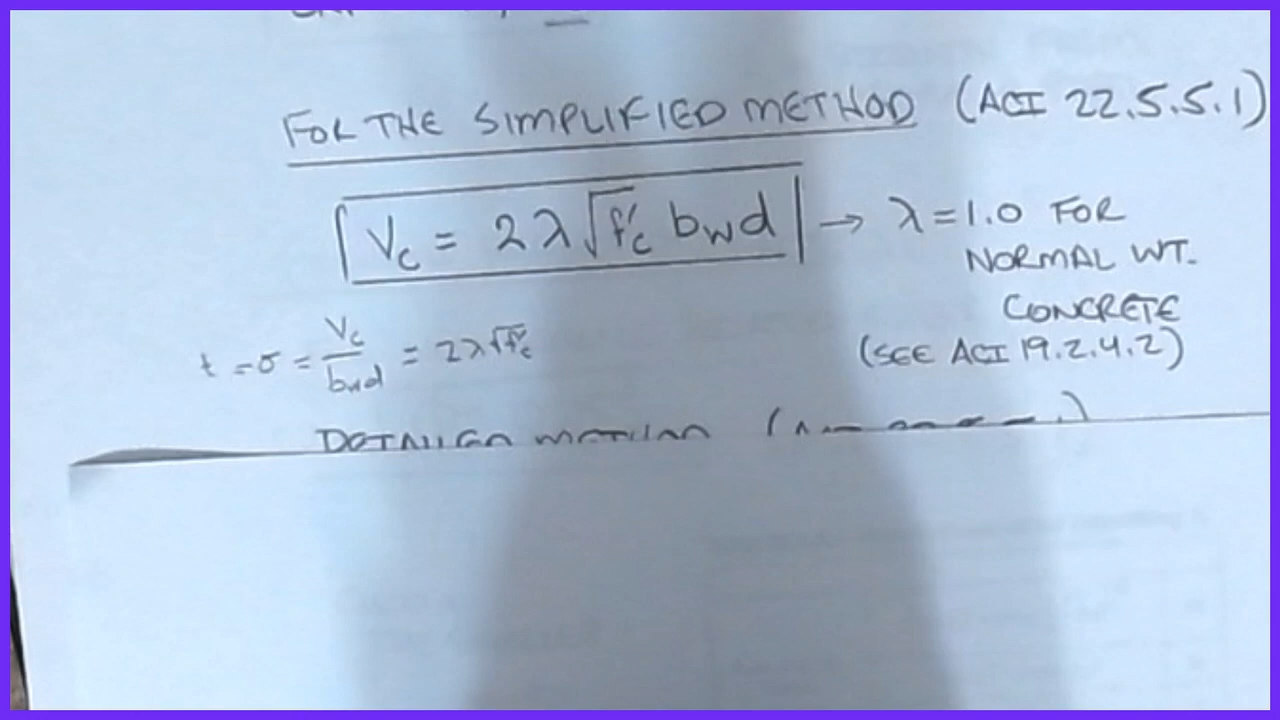 FOR THE SIMPLIFIED METHOD (ACI 22.5.5.1)
Vc = 2λ√f'c bwd → λ = 1.0 FOR
NORMAL WT.
CONCRETE
(SEE ACI 19.2.4.2)
t = σ = Vc/bwd = 2λ√f'c